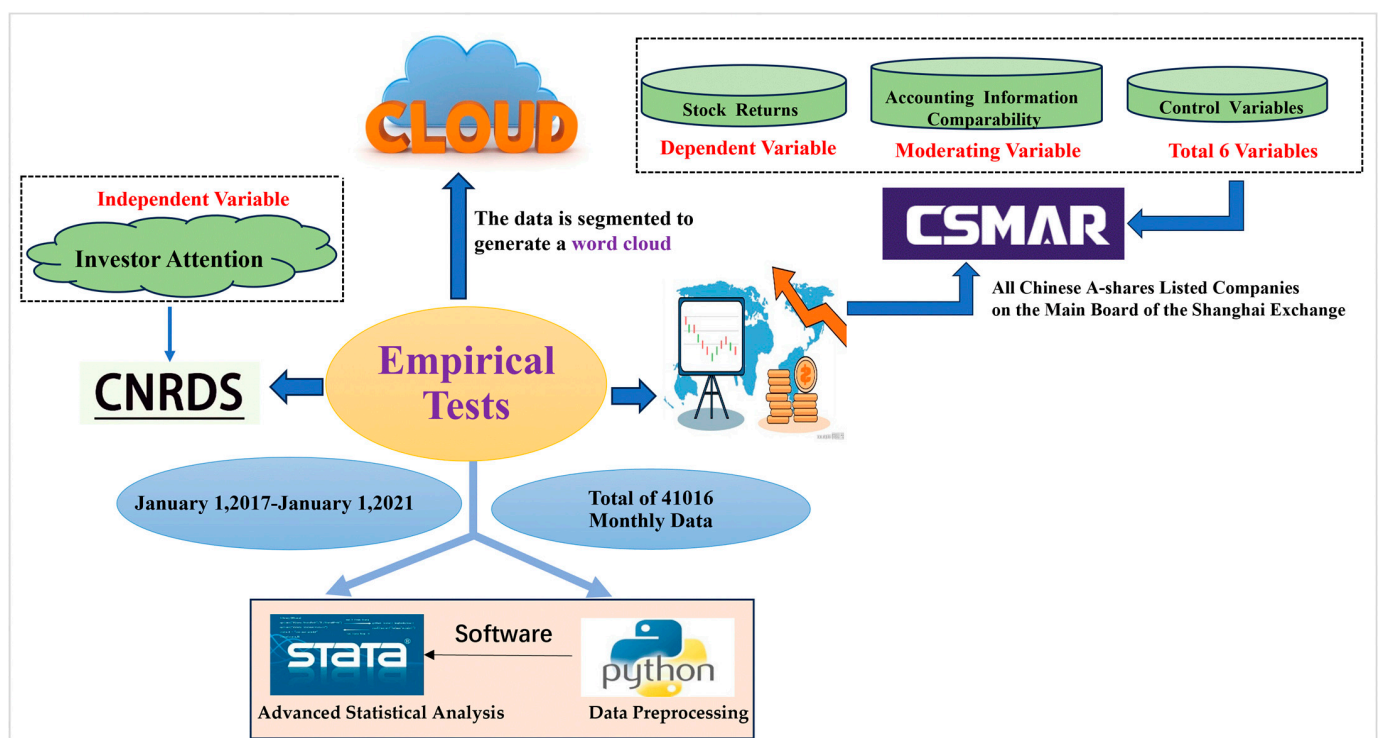 CLOUD
Stock Returns
Accounting Information
Comparability
Control Variables
Dependent Variable
Moderating Variable
Total 6 Variables
Independent Variable
Investor Attention
The data is segmented to
generate a word cloud
CSMAR
All Chinese A-shares Listed Companies
on the Main Board of the Shanghai Exchange
CNRDS
Empirical
Tests
January 1,2017-January 1,2021
Total of 41016
Monthly Data
STATA®
Software
python
Advanced Statistical Analysis
Data Preprocessing